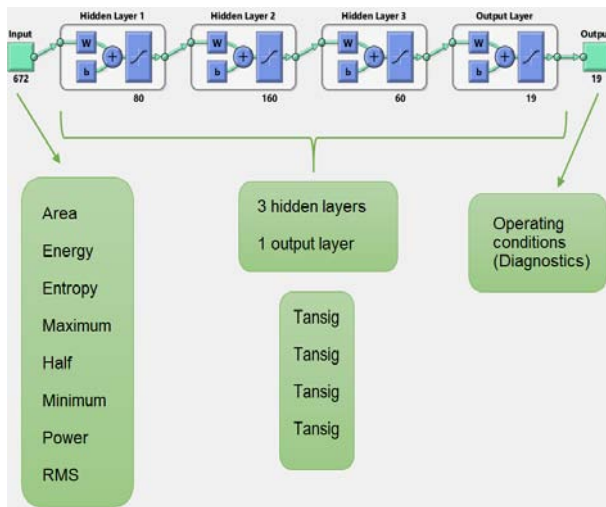 Hidden Layer 1 Hidden Layer 2 Hidden Layer 3 Output Layer
Input Output
W W W W
+ + + +
b b b b
672 80 160 60 19 19
Area
Energy
Entropy
Maximum
Half
Minimum
Power
RMS
3 hidden layers
1 output layer
Tansig
Tansig
Tansig
Tansig
Operating
conditions
(Diagnostics)